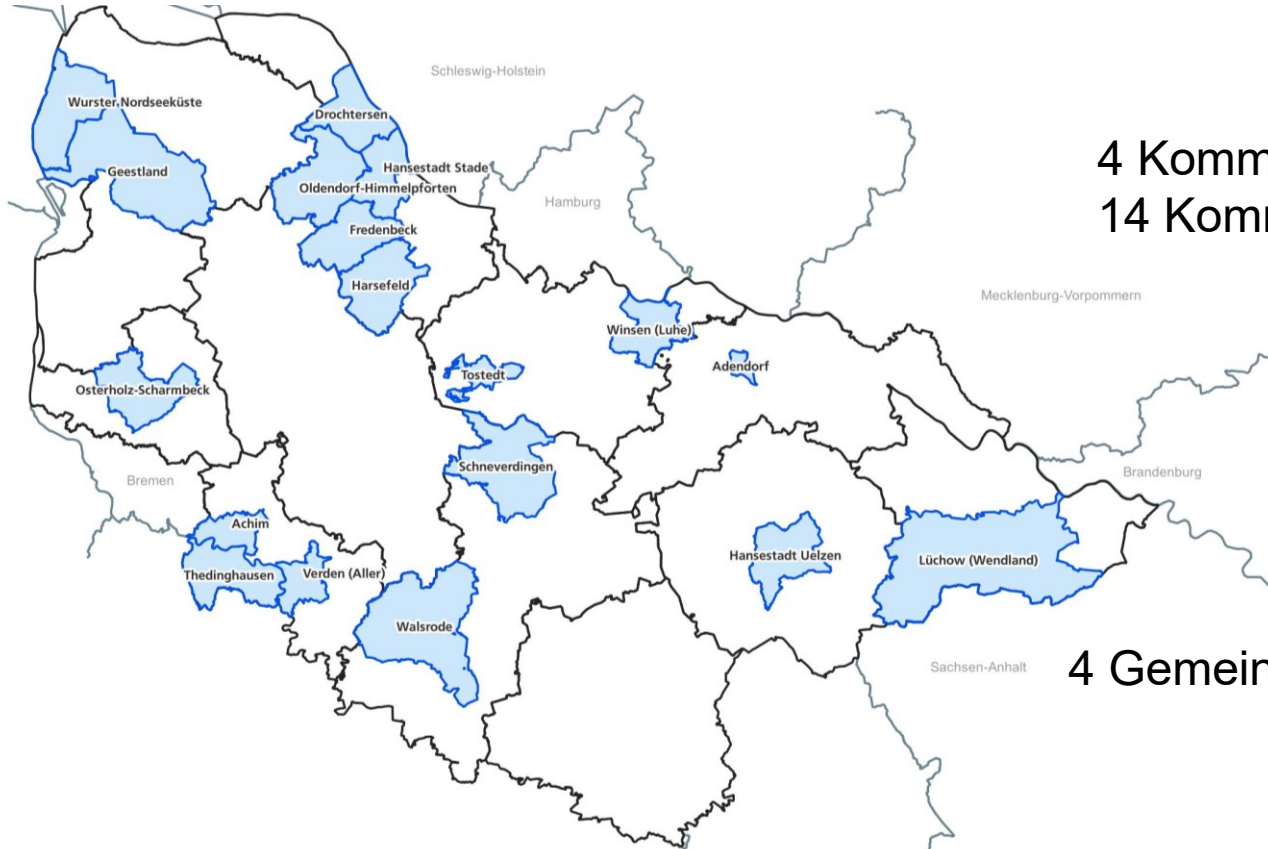 Schleswig-Holstein
Wurster Nordseeküste
Drochtersen
4 Komm
Geestland
Hansestadt Stade
Oldendorf-Himmelpforten
Hamburg
14 Komm
Fredenbeck
Harsefeld
Mecklenburg-Vorpommern
Winsen (Luhe)
Tostedt
Adendorf
Osterholz-Scharmbeck
Schneverdingen
Bremen
Brandenburg
Achim
Hansestadt Uelzen
Lüchow (Wendland)
Thedinghausen
Verden (Aller)
Walsrode
Sachsen-Anhalt
4 Gemein